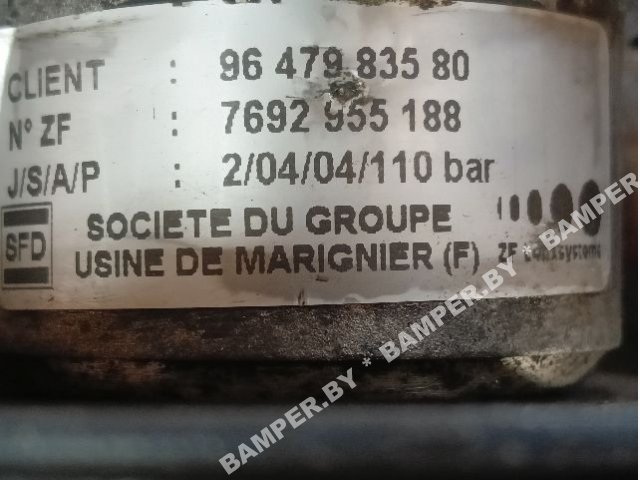 CLIENT : 96 479 835 80
N° ZF : 7692 955 188
J/S/A/P : 2/04/04/110 bar
SFD SOCIETE DU GROUPE
USINE DE MARIGNIER (F) ZF
BAMPER.BY * BAMPER.BY * BAMPER